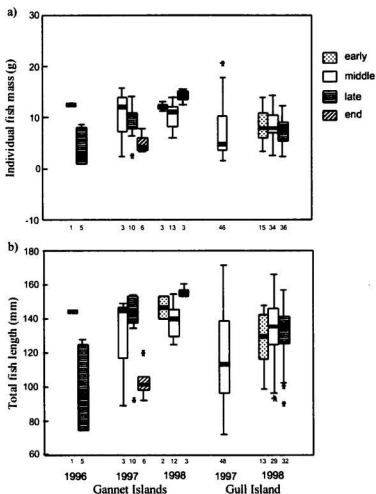 a)
30
20
10
0
-10
Individual fish mass (g)
early
middle
late
end
1 5 3 10 6 2 13 3 46 15 34 36
b)
180
160
140
120
100
80
60
Total fish length (mm)
1 5 3 10 6 2 12 3 48 13 29 32
1996 1997 1998 1997 1998
Gannet Islands Gull Island